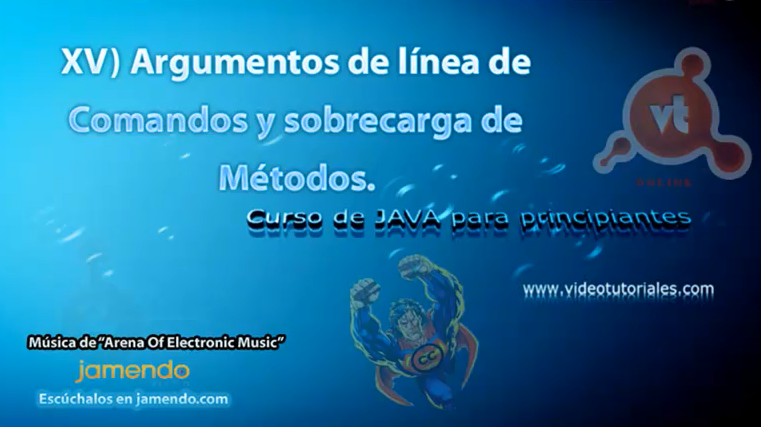 XV) Argumentos de línea de
Comandos y sobrecarga de
Métodos.
vt
ONLINE
Curso de JAVA para principiantes
www.videotutoriales.com
CC
Música de "Arena Of Electronic Music"
jamendo
Escúchalos en jamendo.com